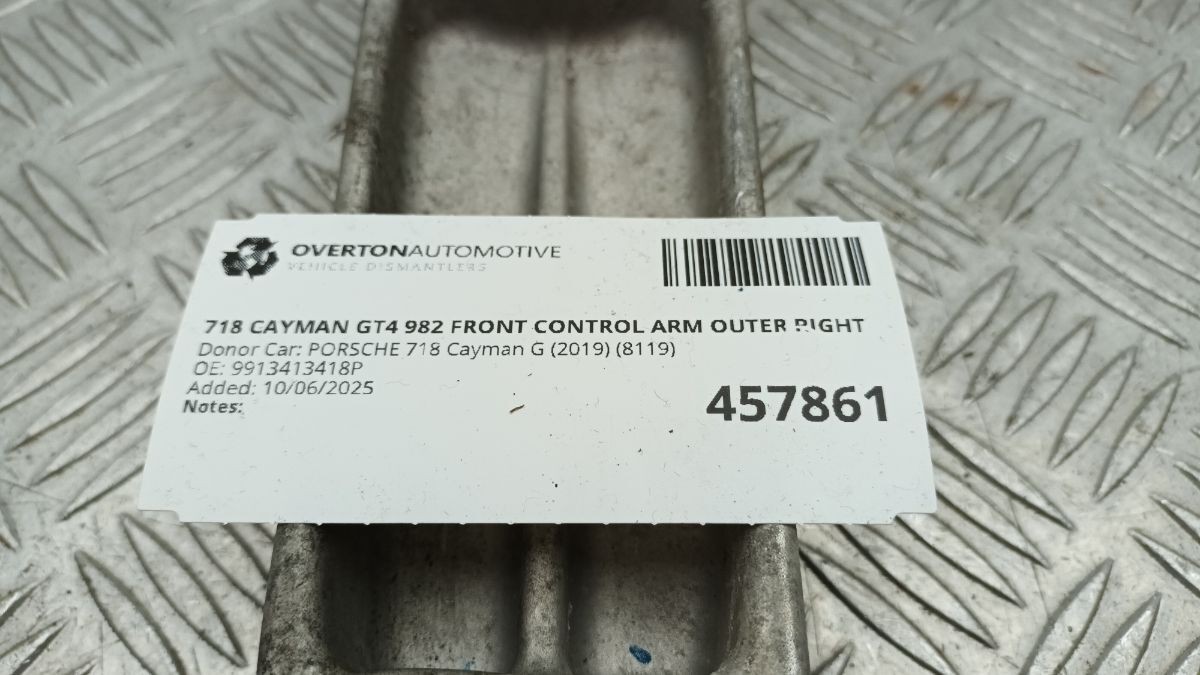 OVERTONAUTOMOTIVE
VEHICLE DISMANTLERS
718 CAYMAN GT4 982 FRONT CONTROL ARM OUTER RIGHT
Donor Car: PORSCHE 718 Cayman G (2019) (8119)
OE: 9913413418P
Added: 10/06/2025
Notes:
457861